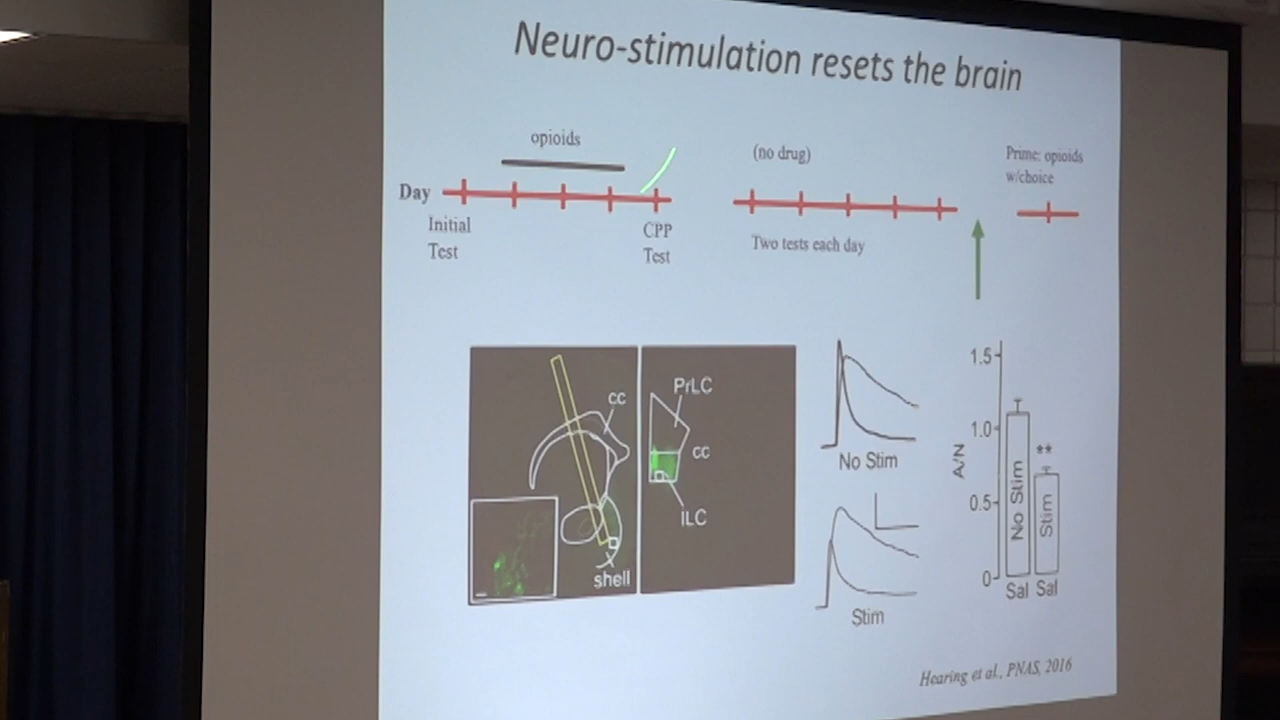 Neuro-stimulation resets the brain
opioids
(no drug)
Prime: opioids
w/choice
Day
Initial
Test
CPP
Test
Two tests each day
cc
shell
PrLC
cc
ILC
No Stim
Stim
A/N
1.5
1.0
0.5
0
**
No Stim
Stim
Sal Sal
Hearing et al., PNAS, 2016